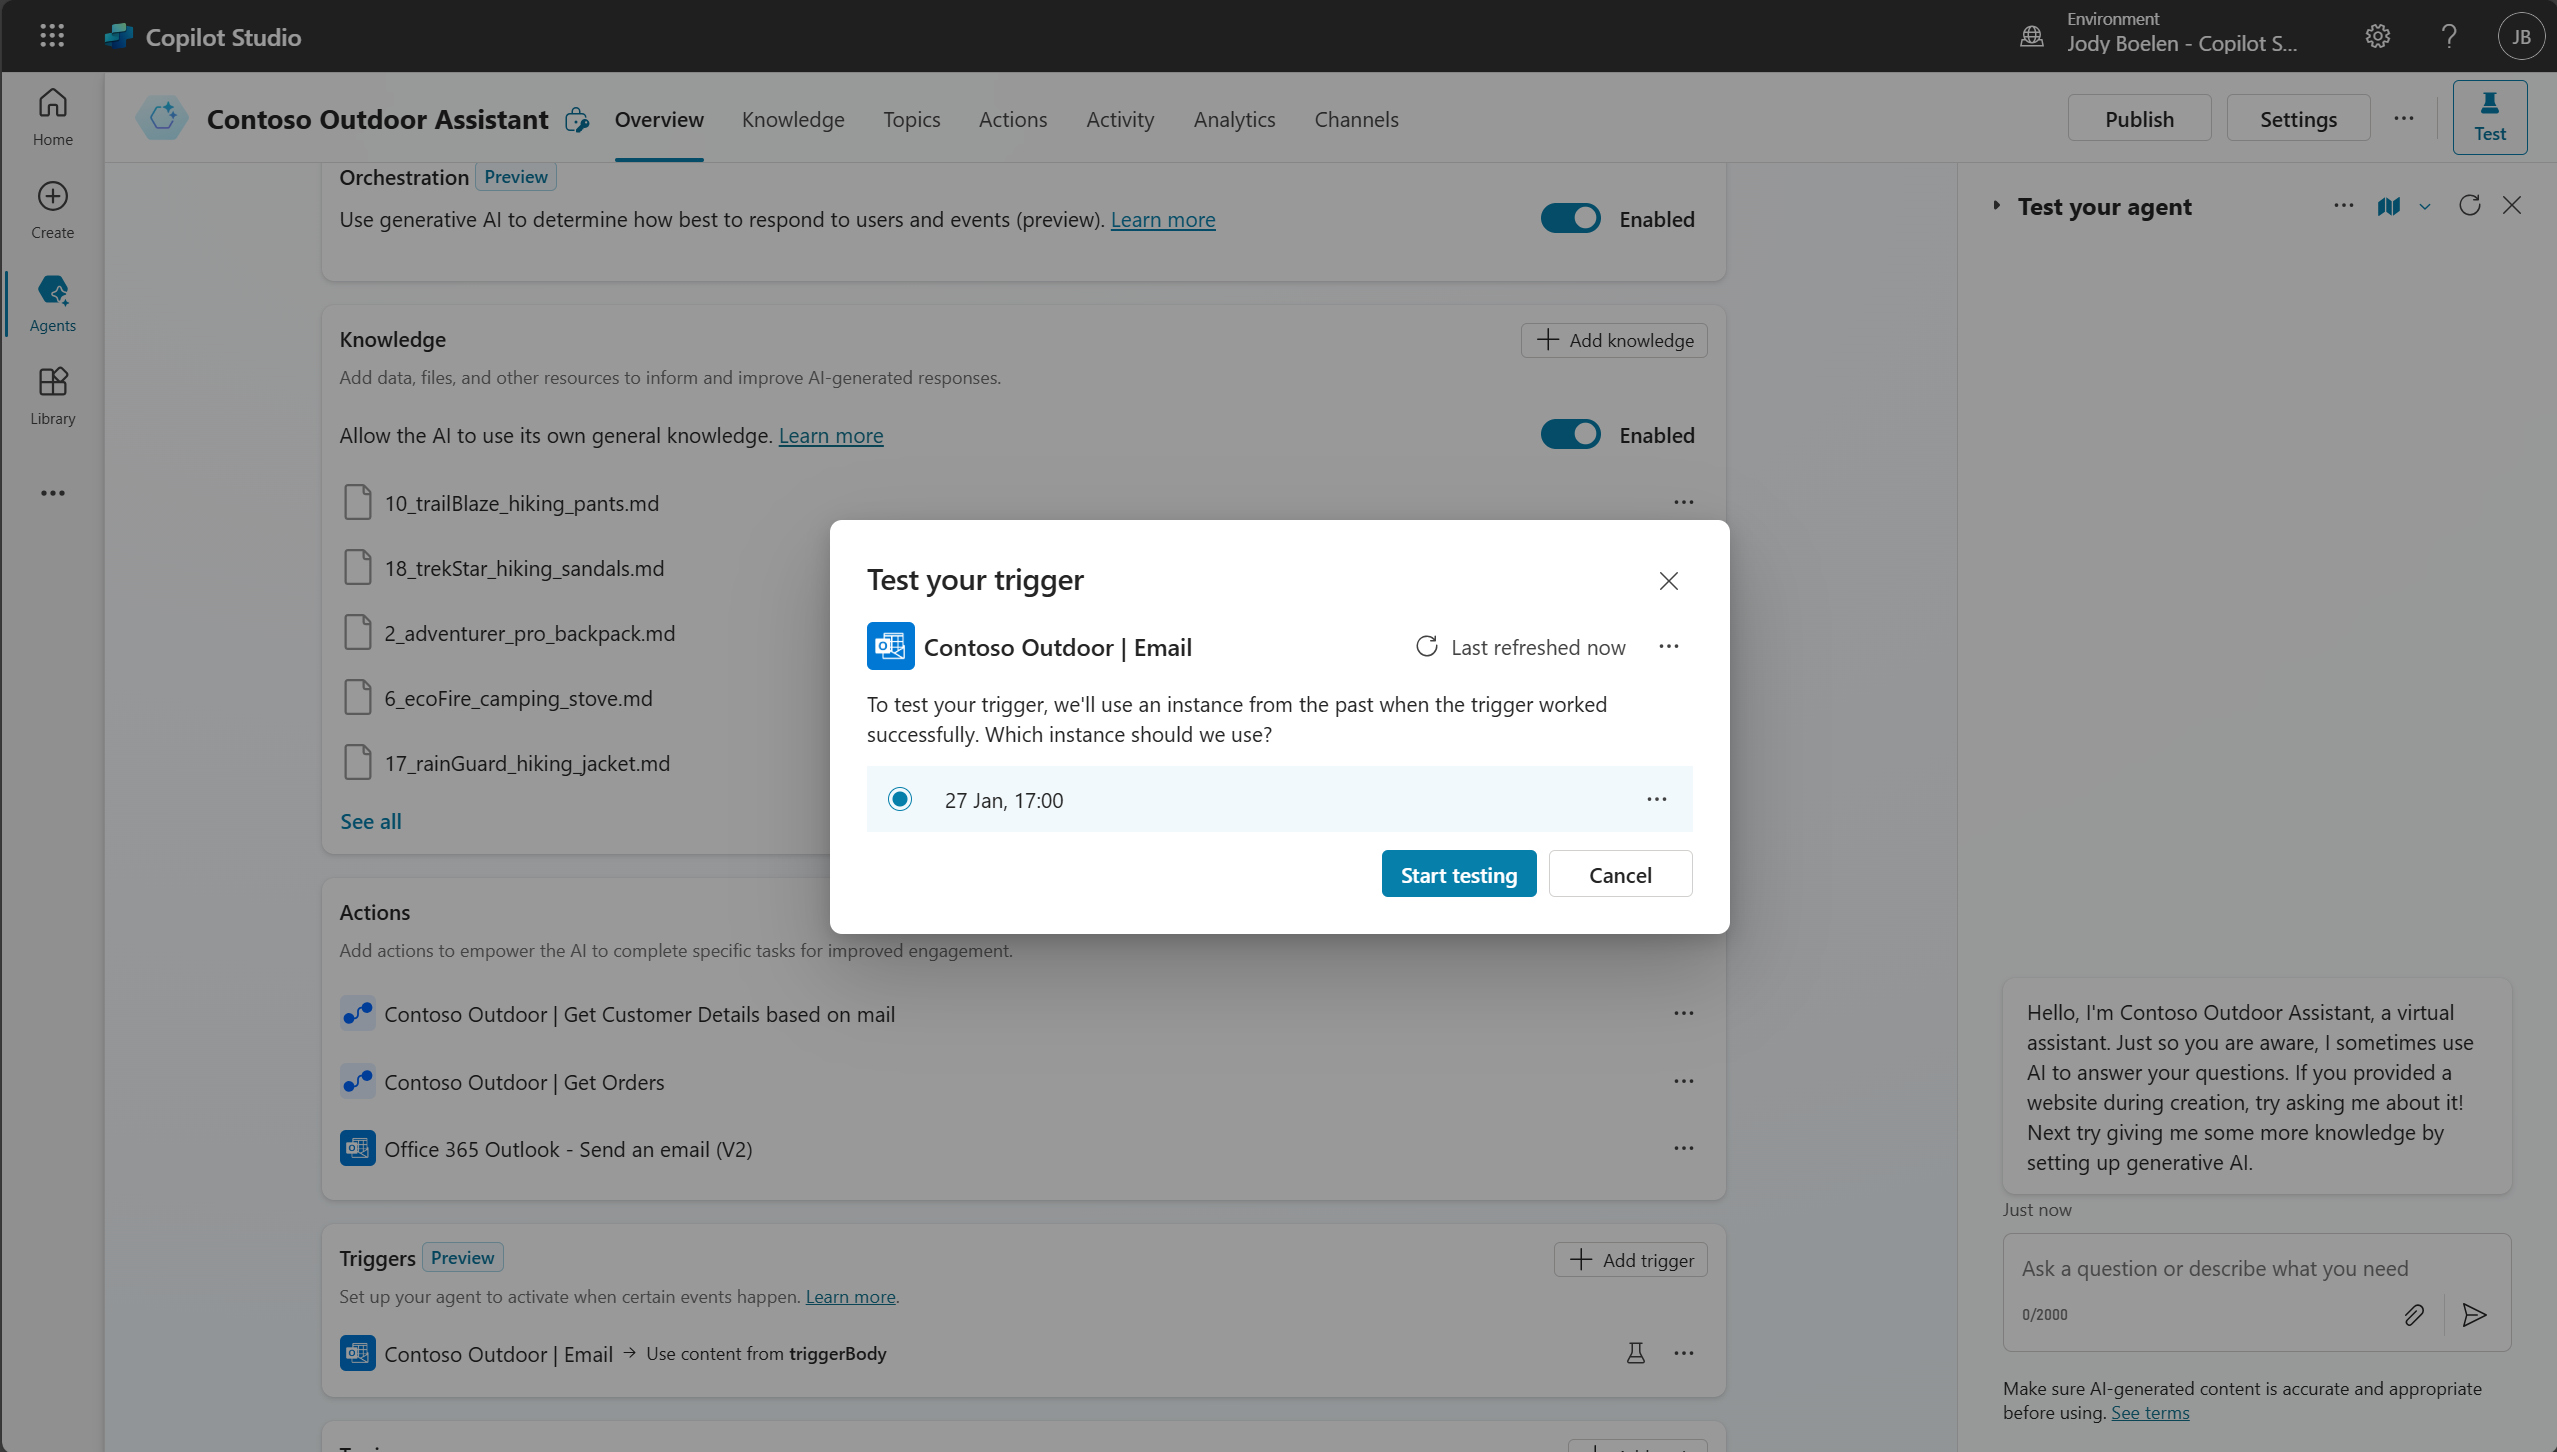 Copilot Studio
Environment
Jody Boelen - Copilot S...
JB
Home
Create
Agents
Library
Contoso Outdoor Assistant
Overview
Knowledge
Topics
Actions
Activity
Analytics
Channels
Publish
Settings
Test
Orchestration
Preview
Use generative AI to determine how best to respond to users and events (preview). Learn more
Enabled
Knowledge
Add knowledge
Add data, files, and other resources to inform and improve AI-generated responses.
Allow the AI to use its own general knowledge. Learn more
Enabled
10_trailBlaze_hiking_pants.md
18_trekStar_hiking_sandals.md
2_adventurer_pro_backpack.md
6_ecoFire_camping_stove.md
17_rainGuard_hiking_jacket.md
See all
Actions
Add actions to empower the AI to complete specific tasks for improved engagement.
Contoso Outdoor | Get Customer Details based on mail
Contoso Outdoor | Get Orders
Office 365 Outlook - Send an email (V2)
Triggers
Preview
Add trigger
Set up your agent to activate when certain events happen. Learn more.
Contoso Outdoor | Email → Use content from triggerBody
Test your trigger
Contoso Outdoor | Email
Last refreshed now
To test your trigger, we'll use an instance from the past when the trigger worked
successfully. Which instance should we use?
27 Jan, 17:00
Start testing
Cancel
Test your agent
Hello, I'm Contoso Outdoor Assistant, a virtual
assistant. Just so you are aware, I sometimes use
AI to answer your questions. If you provided a
website during creation, try asking me about it!
Next try giving me some more knowledge by
setting up generative AI.
Just now
Ask a question or describe what you need
0/2000
Make sure AI-generated content is accurate and appropriate
before using. See terms